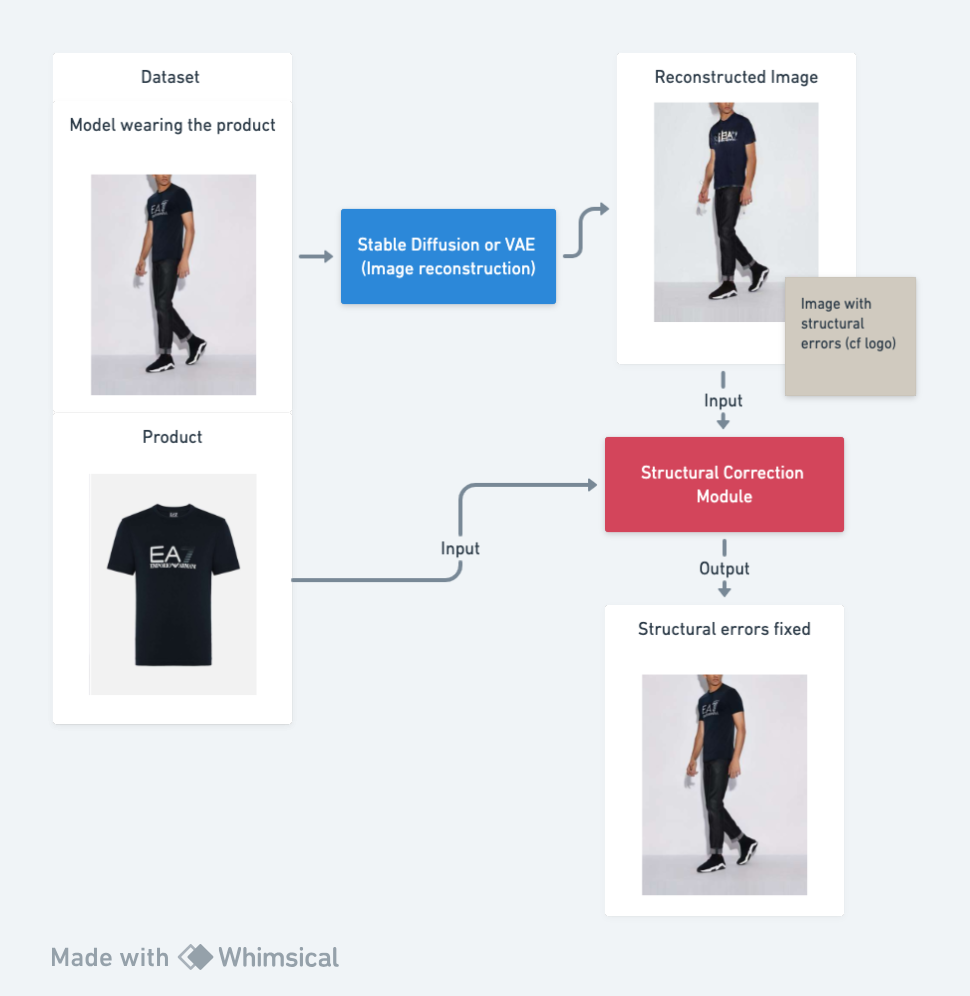 Dataset
Model wearing the product
EA7
Product
EA7
EMPORIO ARMANI
Stable Diffusion or VAE
(Image reconstruction)
Reconstructed Image
Image with
structural
errors (cf logo)
Input
Structural Correction
Module
Input
Output
Structural errors fixed
EA7
Made with Whimsical